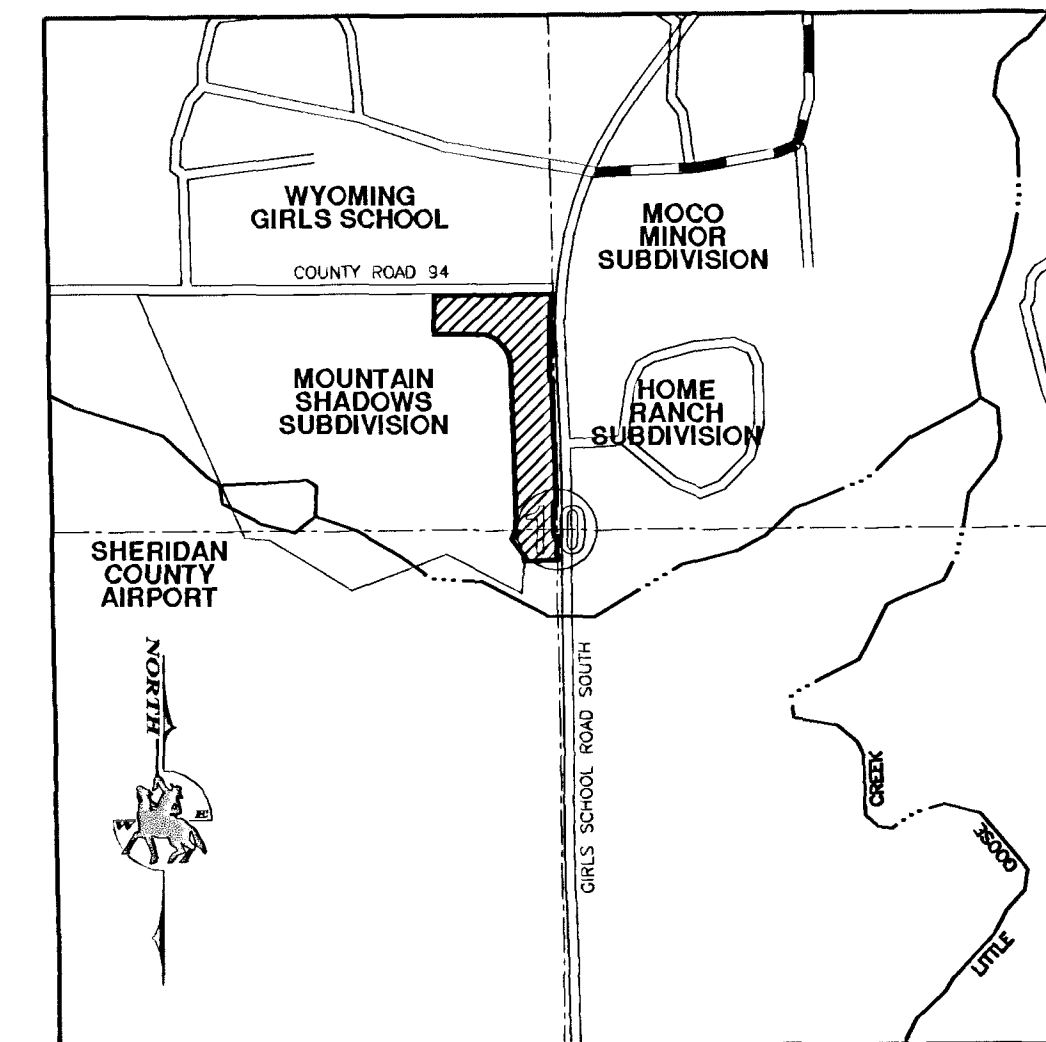 WYOMING
GIRLS SCHOOL
MOCO
MINOR
SUBDIVISION
COUNTY ROAD 94
MOUNTAIN
SHADOWS
SUBDIVISION
HOME
RANCH
SUBDIVISION
10
SHERIDAN
COUNTY
AIRPORT
NORTH
W
E
GIRLS SCHOOL ROAD SOUTH
CREEK
GOOSE
LITTLE